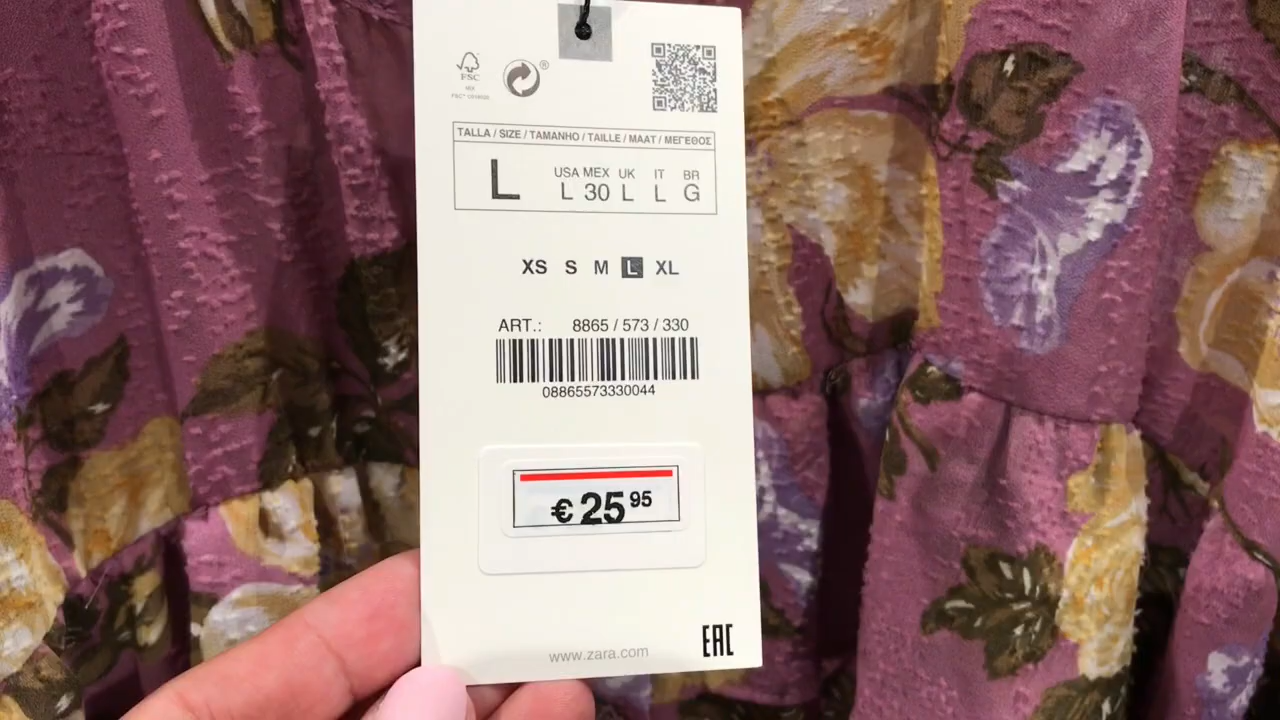 FSC
MIX
®
TALLA / SIZE / TAMANHO / TAILLE / MAAT / ΜΕΓΕΘΟΣ
L
USA MEX UK IT BR
L 30 L L G
XS S M L XL
ART.: 8865 / 573 / 330
08865573330044
€ 25 95
www.zara.com
EAC